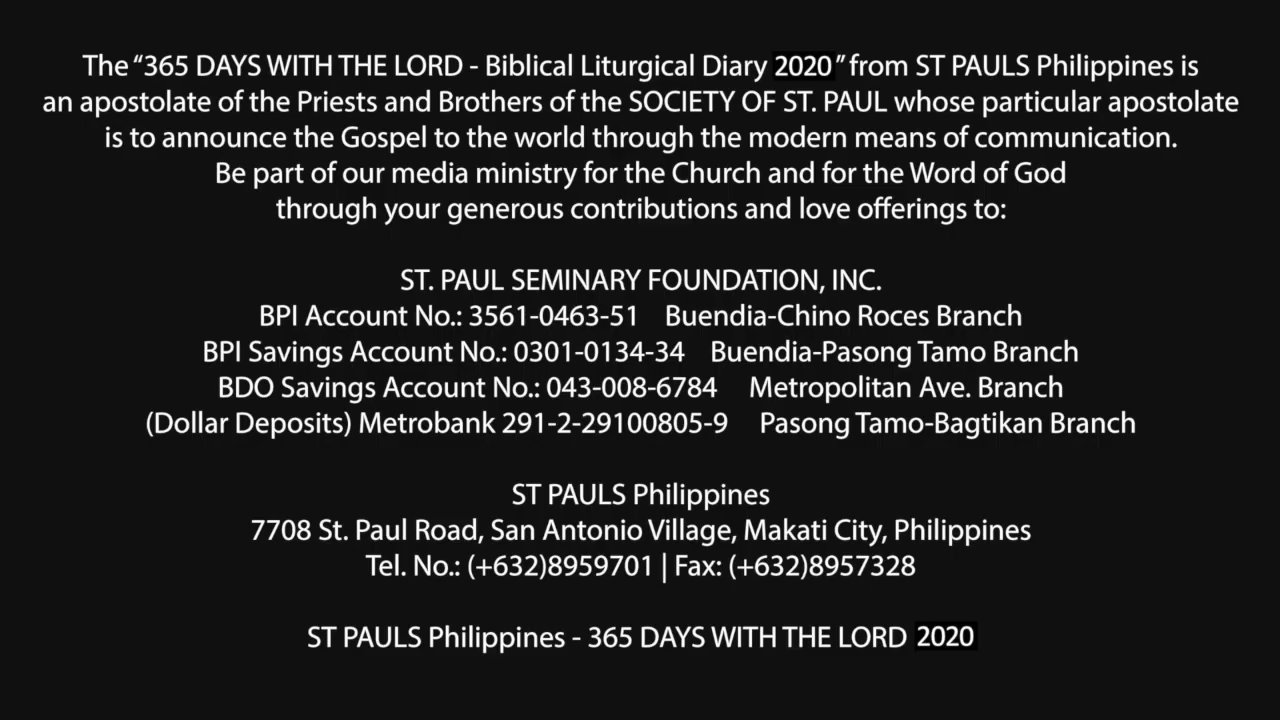 The “365 DAYS WITH THE LORD - Biblical Liturgical Diary 2020” from ST PAULS Philippines is
an apostolate of the Priests and Brothers of the SOCIETY OF ST. PAUL whose particular apostolate
is to announce the Gospel to the world through the modern means of communication.
Be part of our media ministry for the Church and for the Word of God
through your generous contributions and love offerings to:
ST. PAUL SEMINARY FOUNDATION, INC.
BPI Account No.: 3561-0463-51 Buendia-Chino Roces Branch
BPI Savings Account No.: 0301-0134-34 Buendia-Pasong Tamo Branch
BDO Savings Account No.: 043-008-6784 Metropolitan Ave. Branch
(Dollar Deposits) Metrobank 291-2-29100805-9 Pasong Tamo-Bagtikan Branch
ST PAULS Philippines
7708 St. Paul Road, San Antonio Village, Makati City, Philippines
Tel. No.: (+632)8959701 | Fax: (+632)8957328
ST PAULS Philippines - 365 DAYS WITH THE LORD 2020